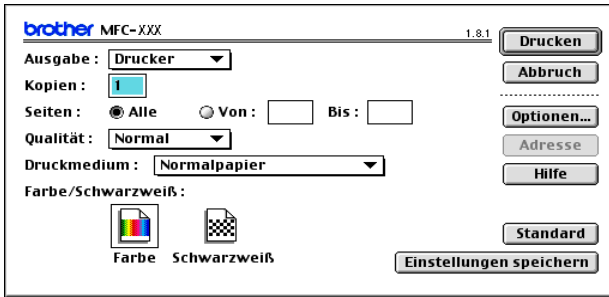 brother MFC-XXX 1.8.1 Drucken
Ausgabe : Drucker
Abbruch
Kopien : 1
Seiten : Alle Von : Bis : Optionen...
Qualität : Normal
Adresse
Druckmedium : Normalpapier
Hilfe
Farbe/Schwarzweiß :
Standard
Farbe Schwarzweiß
Einstellungen speichern